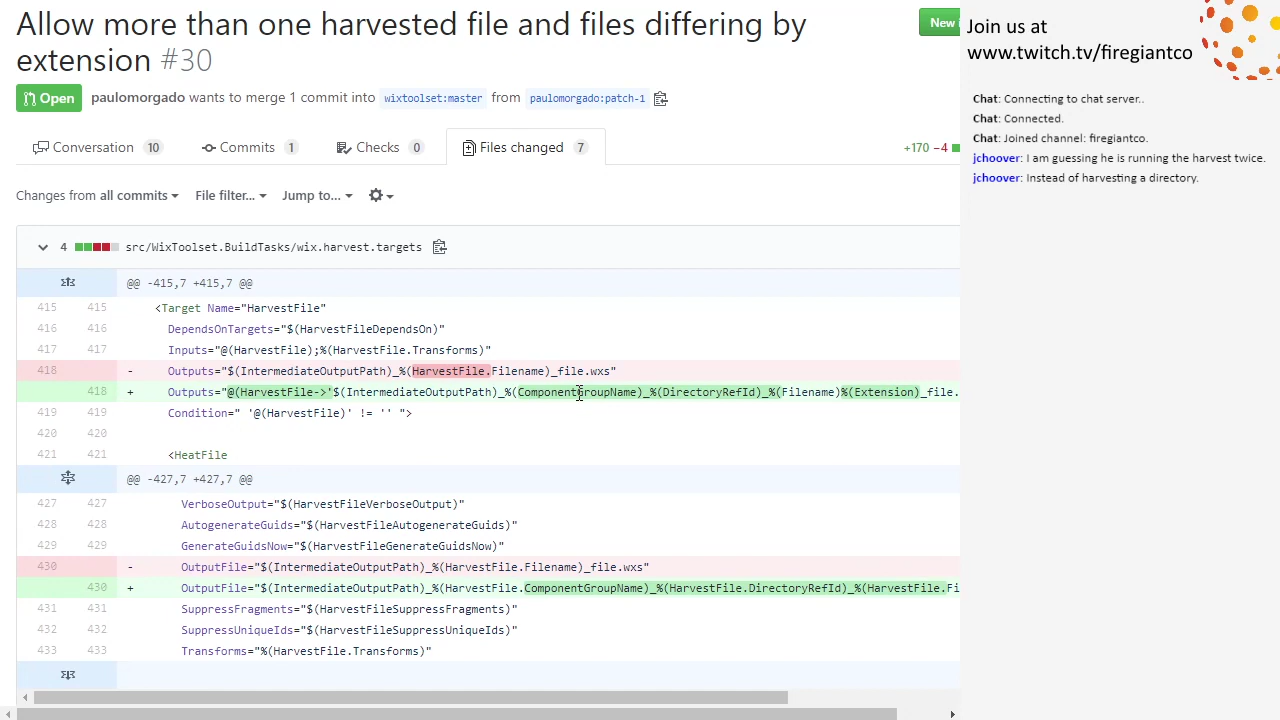 Allow more than one harvested file and files differing by
extension #30
New i
Open paulomorgado wants to merge 1 commit into wixtoolset:master from paulomorgado:patch-1
Conversation 10 Commits 1 Checks 0 Files changed 7 +170 −4
Changes from all commits File filter... Jump to...
4 src/WixToolset.BuildTasks/wix.harvest.targets
@@ -415,7 +415,7 @@
415 415 <Target Name="HarvestFile"
416 416 DependsOnTargets="$(HarvestFileDependsOn)"
417 417 Inputs="@(HarvestFile);%(HarvestFile.Transforms)"
418 - Outputs="$(IntermediateOutputPath)_%(HarvestFile.Filename)_file.wxs"
418 + Outputs="@(HarvestFile->'$(IntermediateOutputPath)_%(ComponentGroupName)_%(DirectoryRefId)_%(Filename)%(Extension)_file.
419 419 Condition=" '@(HarvestFile)' != '' ">
420 420
421 421 <HeatFile
@@ -427,7 +427,7 @@
427 427 VerboseOutput="$(HarvestFileVerboseOutput)"
428 428 AutogenerateGuids="$(HarvestFileAutogenerateGuids)"
429 429 GenerateGuidsNow="$(HarvestFileGenerateGuidsNow)"
430 - OutputFile="$(IntermediateOutputPath)_%(HarvestFile.Filename)_file.wxs"
430 + OutputFile="$(IntermediateOutputPath)_%(HarvestFile.ComponentGroupName)_%(HarvestFile.DirectoryRefId)_%(HarvestFile.Fi
431 431 SuppressFragments="$(HarvestFileSuppressFragments)"
432 432 SuppressUniqueIds="$(HarvestFileSuppressUniqueIds)"
433 433 Transforms="%(HarvestFile.Transforms)"
Join us at
www.twitch.tv/firegiantco
Chat: Connecting to chat server..
Chat: Connected.
Chat: Joined channel: firegiantco.
jchoover: I am guessing he is running the harvest twice.
jchoover: Instead of harvesting a directory.